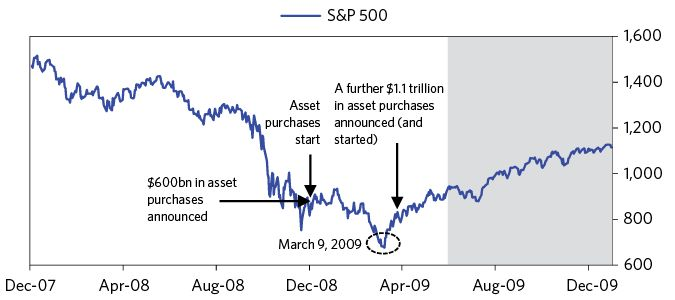 S&P 500
1,600
1,400
1,200
1,000
800
600
A further $1.1 trillion
in asset purchases
announced (and
started)
Asset
purchases
start
$600bn in asset
purchases
announced
March 9, 2009
Dec-07 Apr-08 Aug-08 Dec-08 Apr-09 Aug-09 Dec-09